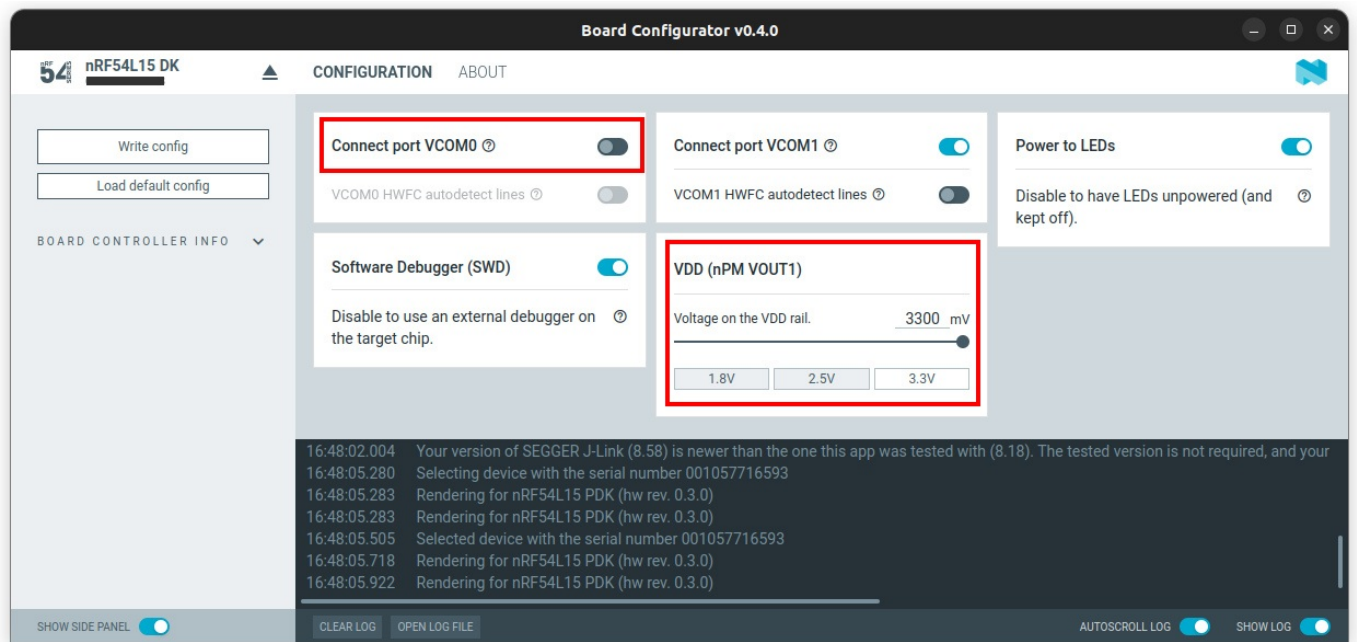 Board Configurator v0.4.0
nRF
54
SERIES
nRF54L15 DK
CONFIGURATION
ABOUT
Write config
Load default config
BOARD CONTROLLER INFO
Connect port VCOM0
VCOM0 HWFC autodetect lines
Connect port VCOM1
VCOM1 HWFC autodetect lines
Power to LEDs
Disable to have LEDs unpowered (and
kept off).
Software Debugger (SWD)
Disable to use an external debugger on
the target chip.
VDD (nPM VOUT1)
Voltage on the VDD rail. 3300 mV
1.8V 2.5V 3.3V
16:48:02.004 Your version of SEGGER J-Link (8.58) is newer than the one this app was tested with (8.18). The tested version is not required, and your
16:48:05.280 Selecting device with the serial number 001057716593
16:48:05.283 Rendering for nRF54L15 PDK (hw rev. 0.3.0)
16:48:05.283 Rendering for nRF54L15 PDK (hw rev. 0.3.0)
16:48:05.505 Selected device with the serial number 001057716593
16:48:05.718 Rendering for nRF54L15 PDK (hw rev. 0.3.0)
16:48:05.922 Rendering for nRF54L15 PDK (hw rev. 0.3.0)
SHOW SIDE PANEL
CLEAR LOG
OPEN LOG FILE
AUTOSCROLL LOG
SHOW LOG